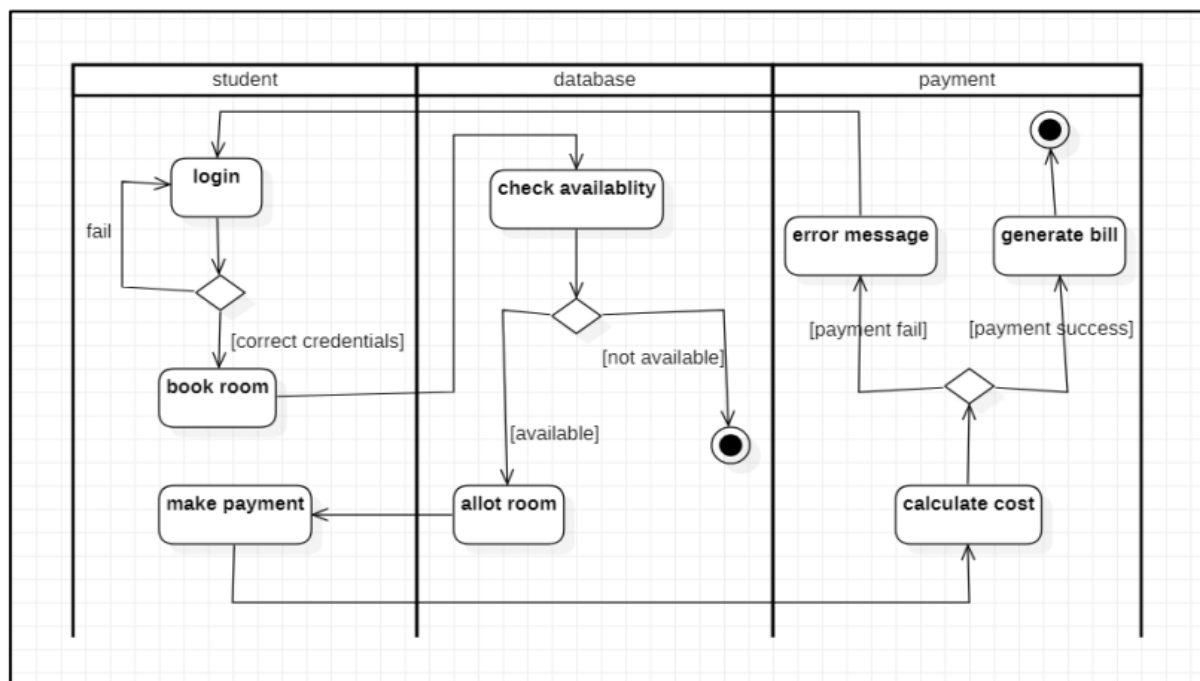 student
database
payment
login
check availablity
fail
error message
generate bill
[correct credentials]
[payment fail]
[payment success]
[not available]
book room
[available]
make payment
allot room
calculate cost